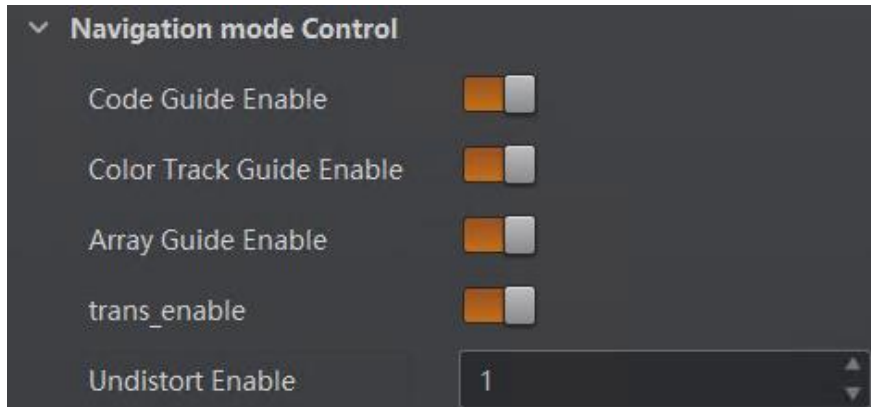 Navigation mode Control
Code Guide Enable
Color Track Guide Enable
Array Guide Enable
trans_enable
Undistort Enable 1